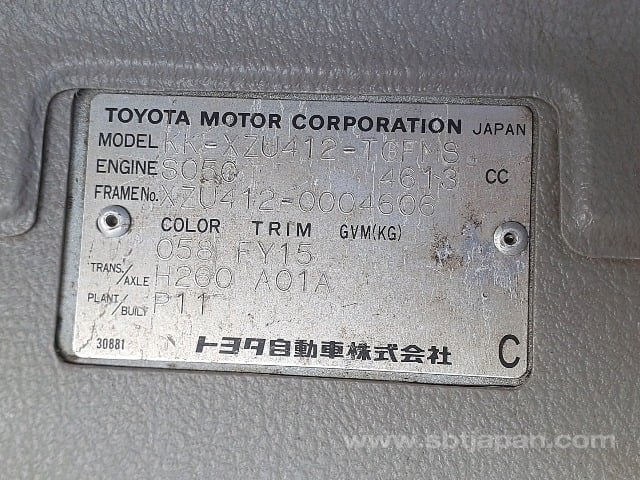 TOYOTA MOTOR CORPORATION JAPAN
MODEL KK-XZU412-TGFMS
ENGINE S05C 4613 CC
FRAME No. XZU412-0004606
COLOR TRIM GVM(KG)
058 FY15
TRANS./AXLE H260 A01A
PLANT/BUILT P11
30881 トヨタ自動車株式会社 C
www.sbtjapan.com